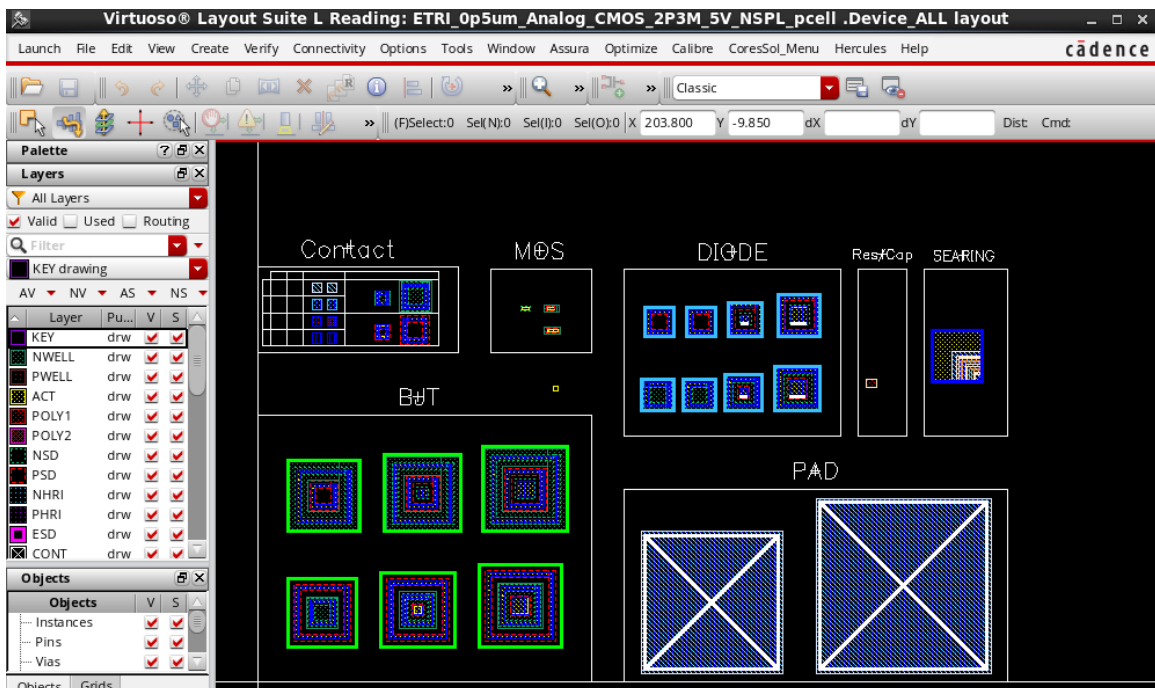 Virtuoso® Layout Suite L Reading: ETRI_0p5um_Analog_CMOS_2P3M_5V_NSPL_pcell .Device_ALL layout
Launch File Edit View Create Verify Connectivity Options Tools Window Assura Optimize Calibre CoresSol_Menu Hercules Help cādence
» » » Classic
» (F)Select:0 Sel(N):0 Sel(I):0 Sel(O):0 X 203.800 Y -9.850 dX dY Dist: Cmd:
Palette
Layers
All Layers
Valid Used Routing
Filter
KEY drawing
AV NV AS NS
Layer Pu... V S
KEY drw
NWELL drw
PWELL drw
ACT drw
POLY1 drw
POLY2 drw
NSD drw
PSD drw
NHRI drw
PHRI drw
ESD drw
CONT drw
Objects
Objects V S
Instances
Pins
Vias
Objects Grids
Contact
MOS
DIODE
Res/Cap
SEARING
BJT
PAD